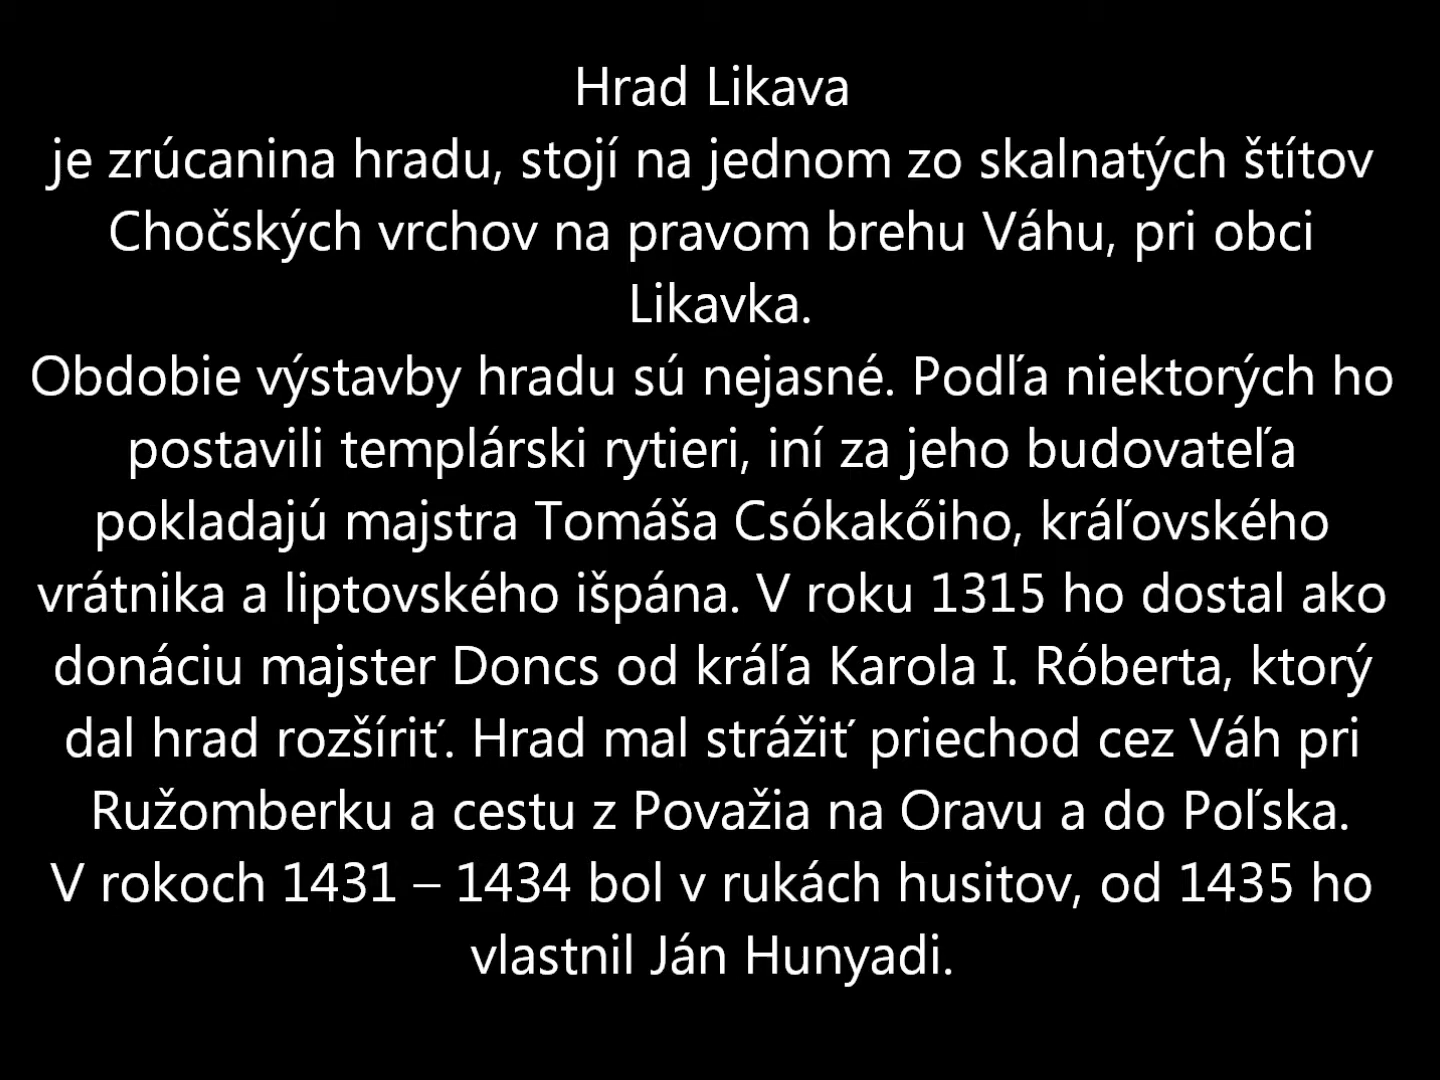 Hrad Likava
je zrúcanina hradu, stojí na jednom zo skalnatých štítov
Chočských vrchov na pravom brehu Váhu, pri obci
Likavka.
Obdobie výstavby hradu sú nejasné. Podľa niektorých ho
postavili templárski rytieri, iní za jeho budovateľa
pokladajú majstra Tomáša Csókakőiho, kráľovského
vrátnika a liptovského išpána. V roku 1315 ho dostal ako
donáciu majster Doncs od kráľa Karola I. Róberta, ktorý
dal hrad rozšíriť. Hrad mal strážiť priechod cez Váh pri
Ružomberku a cestu z Považia na Oravu a do Poľska.
V rokoch 1431 – 1434 bol v rukách husitov, od 1435 ho
vlastnil Ján Hunyadi.